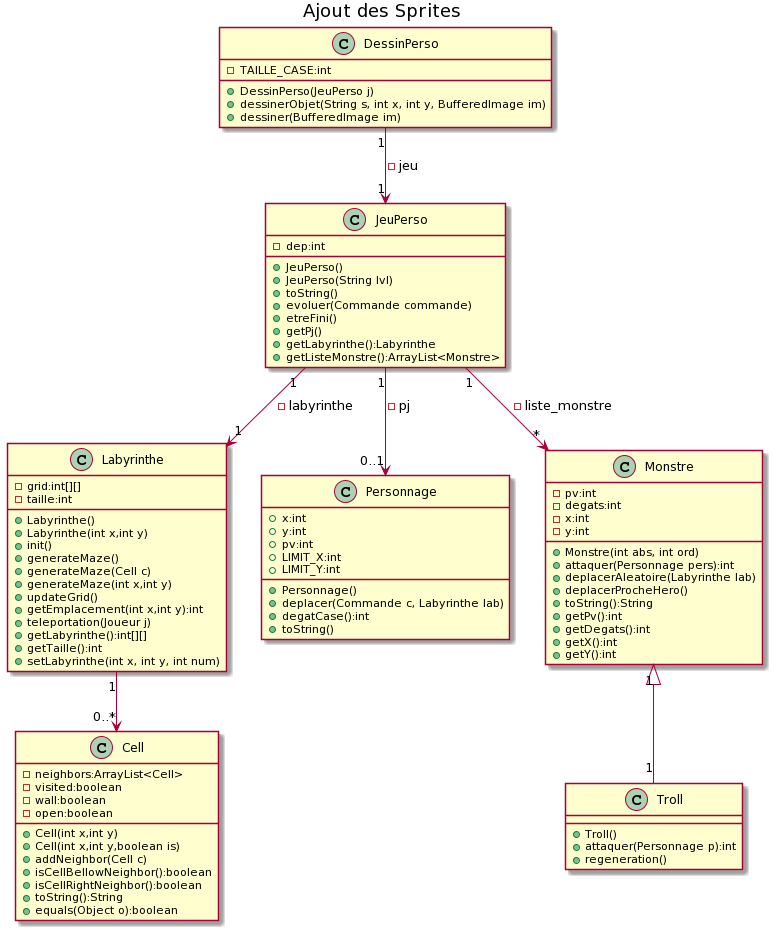 Ajout des Sprites
C DessinPerso
TAILLE_CASE:int
DessinPerso(JeuPerso j)
dessinerObjet(String s, int x, int y, BufferedImage im)
dessiner(BufferedImage im)
1
jeu
1
C JeuPerso
dep:int
JeuPerso()
JeuPerso(String lvl)
toString()
evoluer(Commande commande)
etreFini()
getPj()
getLabyrinthe():Labyrinthe
getListeMonstre():ArrayList<Monstre>
1
1
1
labyrinthe
pj
liste_monstre
1
0..1
*
C Labyrinthe
grid:int[][]
taille:int
Labyrinthe()
Labyrinthe(int x,int y)
init()
generateMaze()
generateMaze(Cell c)
generateMaze(int x,int y)
updateGrid()
getEmplacement(int x,int y):int
teleportation(Joueur j)
getLabyrinthe():int[][]
getTaille():int
setLabyrinthe(int x, int y, int num)
C Personnage
x:int
y:int
pv:int
LIMIT_X:int
LIMIT_Y:int
Personnage()
deplacer(Commande c, Labyrinthe lab)
degatCase():int
toString()
C Monstre
pv:int
degats:int
x:int
y:int
Monstre(int abs, int ord)
attaquer(Personnage pers):int
deplacerAleatoire(Labyrinthe lab)
deplacerProcheHero()
toString():String
getPv():int
getDegats():int
getX():int
getY():int
1
0..*
1
1
C Cell
neighbors:ArrayList<Cell>
visited:boolean
wall:boolean
open:boolean
Cell(int x,int y)
Cell(int x,int y,boolean is)
addNeighbor(Cell c)
isCellBellowNeighbor():boolean
isCellRightNeighbor():boolean
toString():String
equals(Object o):boolean
C Troll
Troll()
attaquer(Personnage p):int
regeneration()